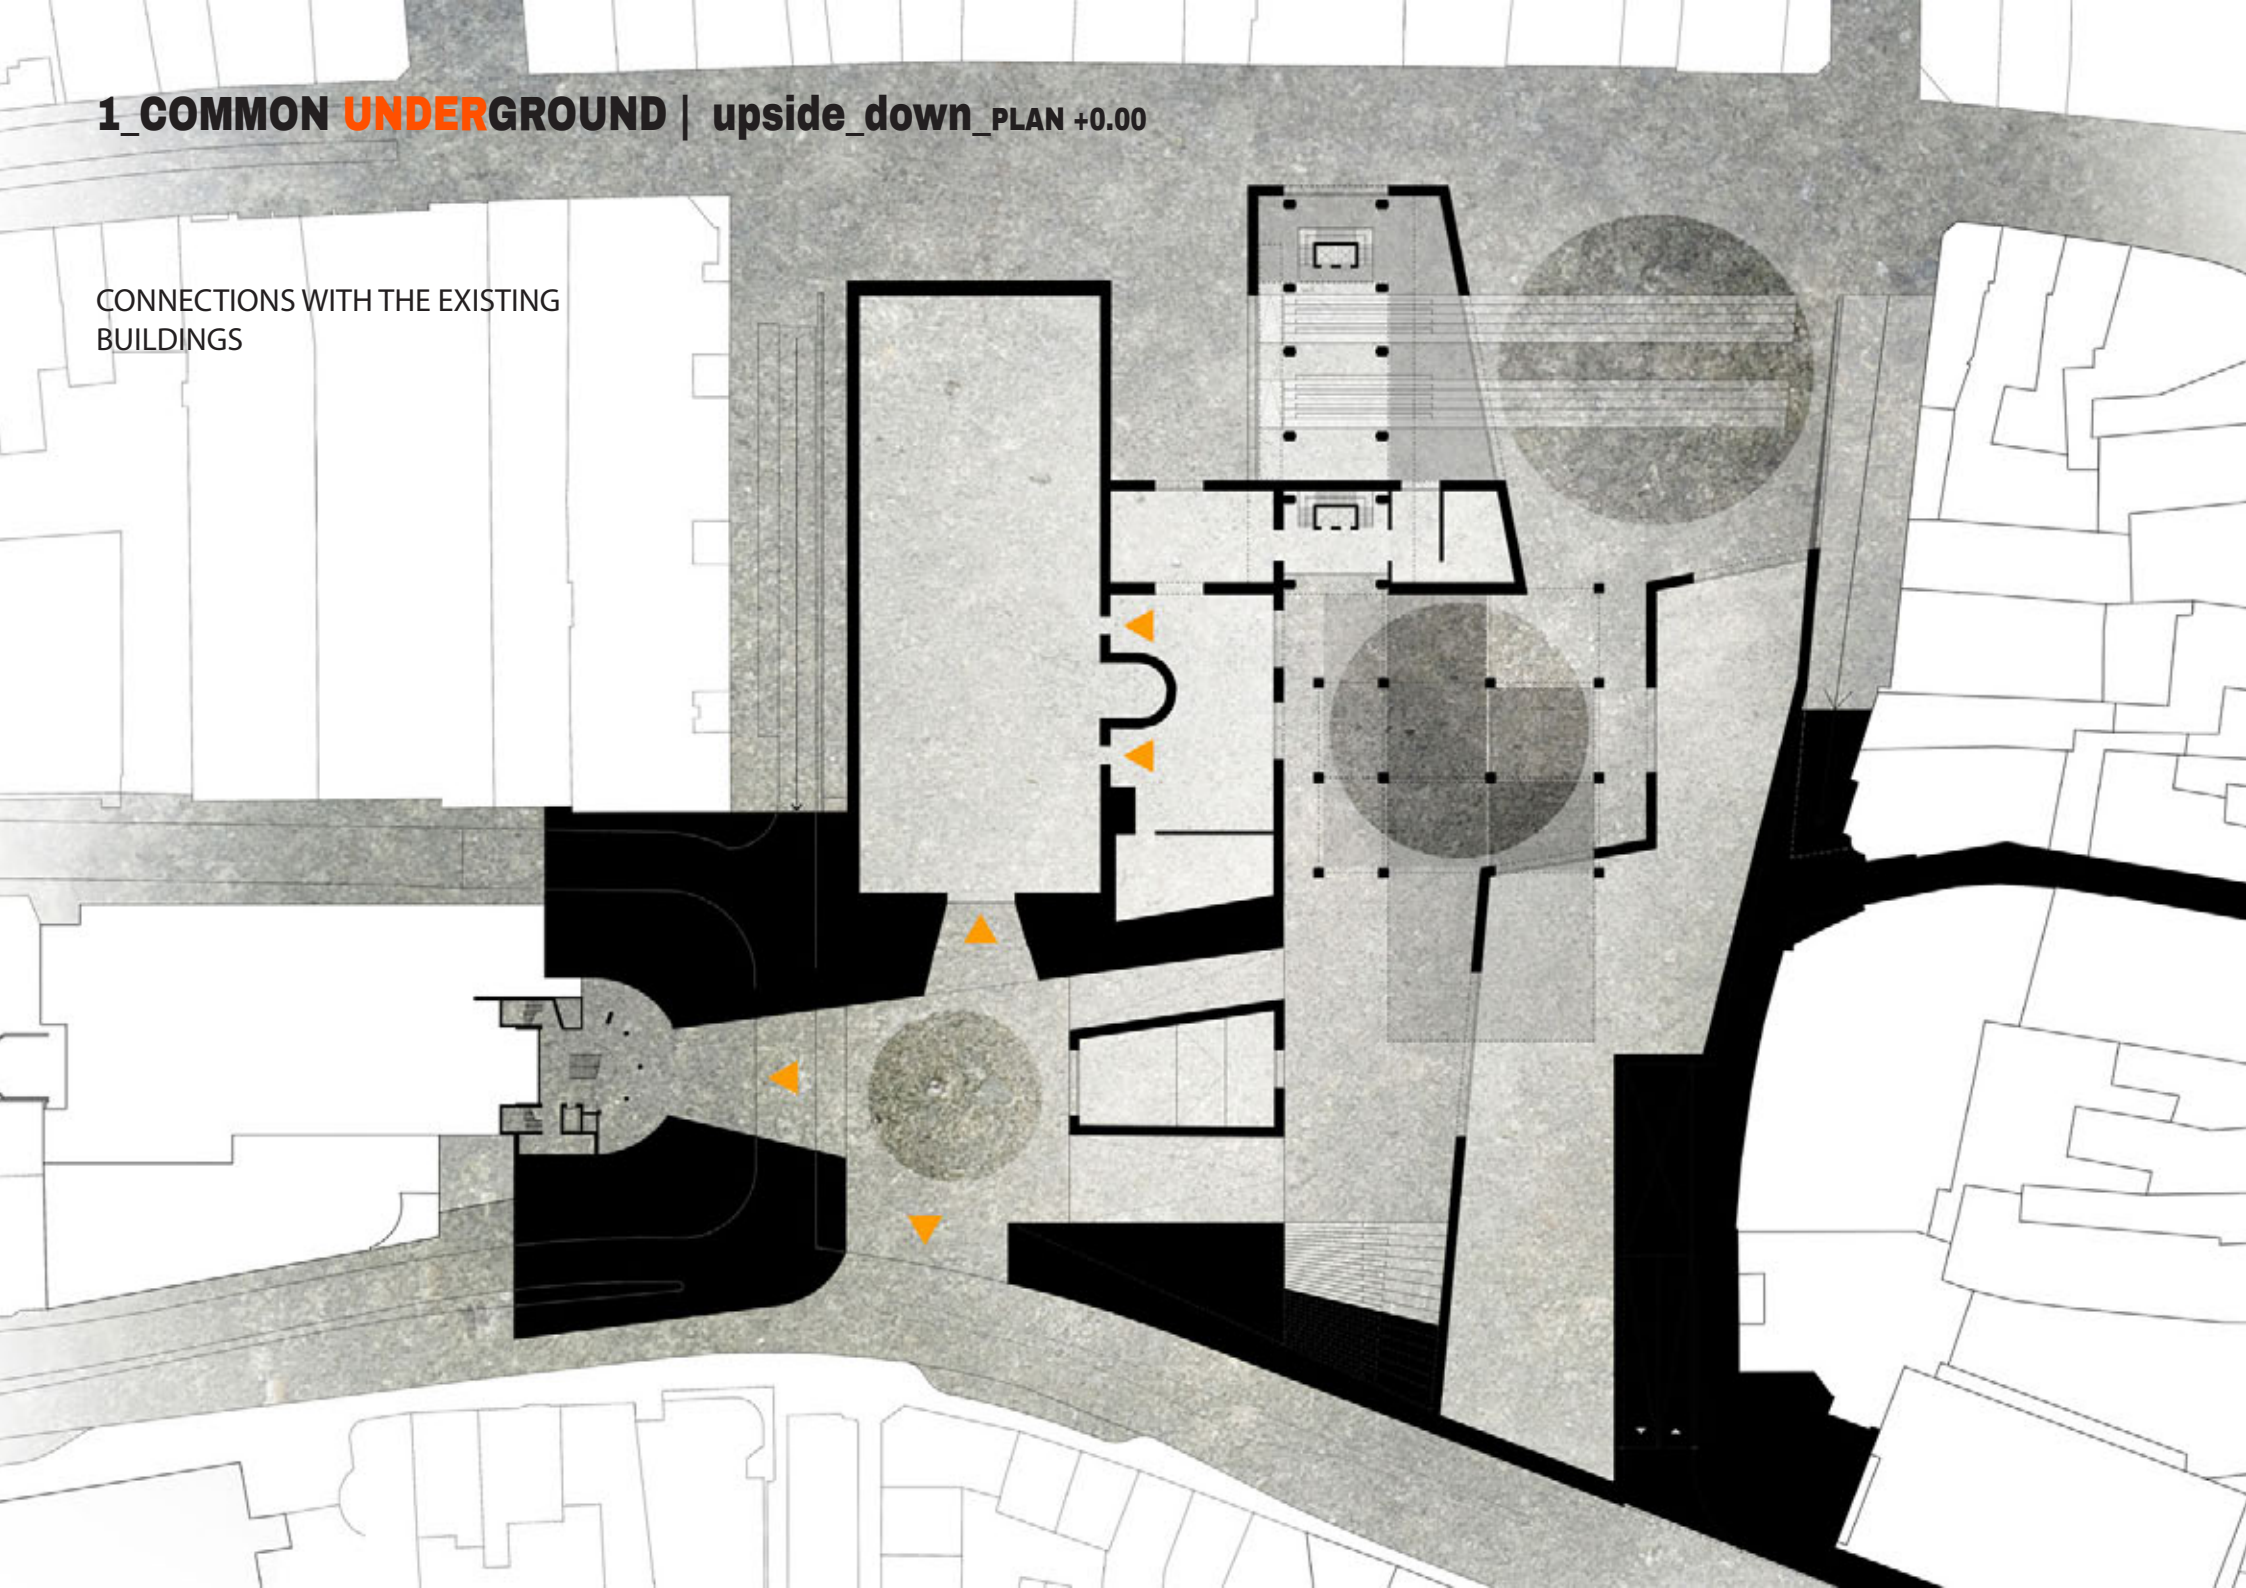 1_COMMON UNDERGROUND | upside_down_PLAN +0.00
CONNECTIONS WITH THE EXISTING
BUILDINGS